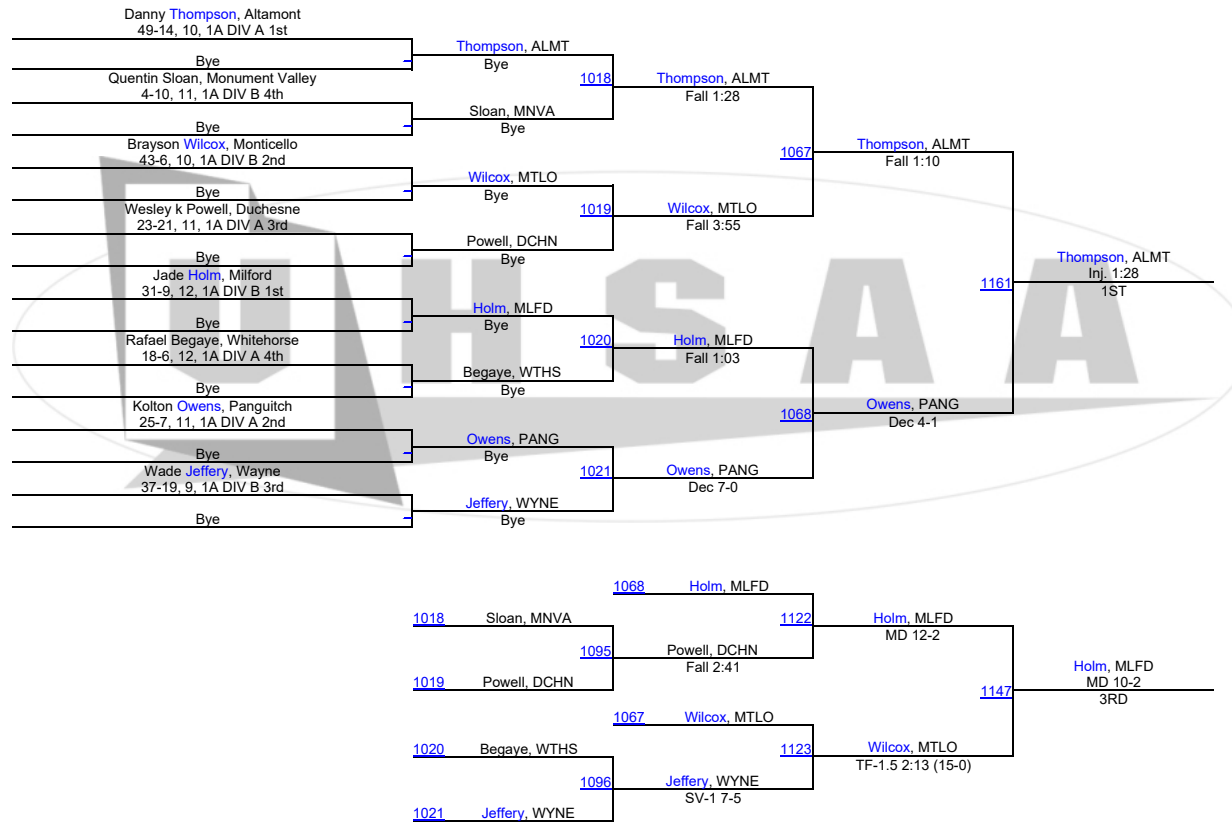 Danny Thompson, Altamont
49-14, 10, 1A DIV A 1st
Bye
Quentin Sloan, Monument Valley
4-10, 11, 1A DIV B 4th
Bye
Brayson Wilcox, Monticello
43-6, 10, 1A DIV B 2nd
Bye
Wesley k Powell, Duchesne
23-21, 11, 1A DIV A 3rd
Bye
Jade Holm, Milford
31-9, 12, 1A DIV B 1st
Bye
Rafael Begaye, Whitehorse
18-6, 12, 1A DIV A 4th
Bye
Kolton Owens, Panguitch
25-7, 11, 1A DIV A 2nd
Bye
Wade Jeffery, Wayne
37-19, 9, 1A DIV B 3rd
Bye
Thompson, ALMT
Bye
1018
Sloan, MNVA
Bye
Wilcox, MTLO
Bye
1019
Powell, DCHN
Bye
Holm, MLFD
Bye
1020
Begaye, WTHS
Bye
Owens, PANG
Bye
1021
Jeffery, WYNE
Bye
Thompson, ALMT
Fall 1:28
1067
Wilcox, MTLO
Fall 3:55
Holm, MLFD
Fall 1:03
1068
Owens, PANG
Dec 7-0
Thompson, ALMT
Fall 1:10
1161
Owens, PANG
Dec 4-1
Thompson, ALMT
Inj. 1:28
1ST
UHSAA
1068 Holm, MLFD
1018 Sloan, MNVA
1095
1019 Powell, DCHN
Powell, DCHN
Fall 2:41
1122
Holm, MLFD
MD 12-2
1067 Wilcox, MTLO
1020 Begaye, WTHS
1096
1021 Jeffery, WYNE
Jeffery, WYNE
SV-1 7-5
1123
Wilcox, MTLO
TF-1.5 2:13 (15-0)
1147
Holm, MLFD
MD 10-2
3RD